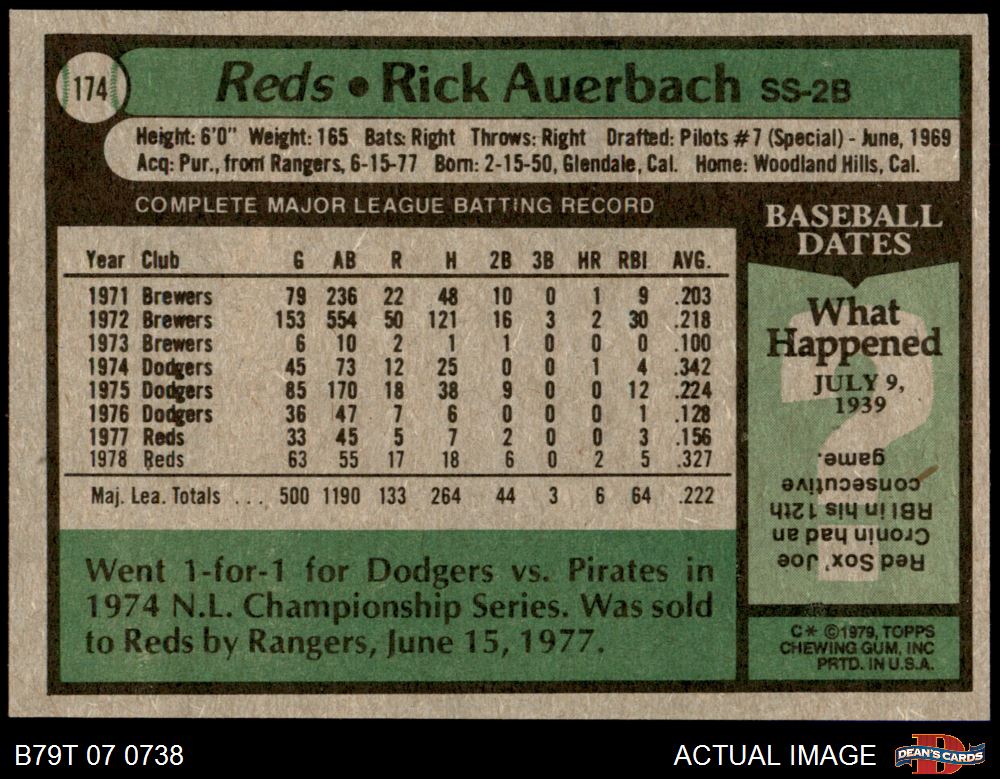 174
Reds • Rick Auerbach SS-2B
Height: 6'0" Weight: 165 Bats: Right Throws: Right Drafted: Pilots #7 (Special) - June, 1969
Acq: Pur., from Rangers, 6-15-77 Born: 2-15-50, Glendale, Cal. Home: Woodland Hills, Cal.
COMPLETE MAJOR LEAGUE BATTING RECORD
Year Club G AB R H 2B 3B HR RBI AVG.
1971 Brewers 79 236 22 48 10 0 1 9 .203
1972 Brewers 153 554 50 121 16 3 2 30 .218
1973 Brewers 6 10 2 1 1 0 0 0 .100
1974 Dodgers 45 73 12 25 0 0 1 4 .342
1975 Dodgers 85 170 18 38 9 0 0 12 .224
1976 Dodgers 36 47 7 6 0 0 0 1 .128
1977 Reds 33 45 5 7 2 0 0 3 .156
1978 Reds 63 55 17 18 6 0 2 5 .327
Maj. Lea. Totals . . . 500 1190 133 264 44 3 6 64 .222
Went 1-for-1 for Dodgers vs. Pirates in
1974 N.L. Championship Series. Was sold
to Reds by Rangers, June 15, 1977.
BASEBALL
DATES
What
Happened
JULY 9,
1939
?
Red Sox' Joe
Cronin had an
RBI in his 12th
consecutive
game.
C* ©1979, TOPPS
CHEWING GUM, INC
PRTD. IN U.S.A.
B79T 07 0738
ACTUAL IMAGE
D
DEAN'S CARDS